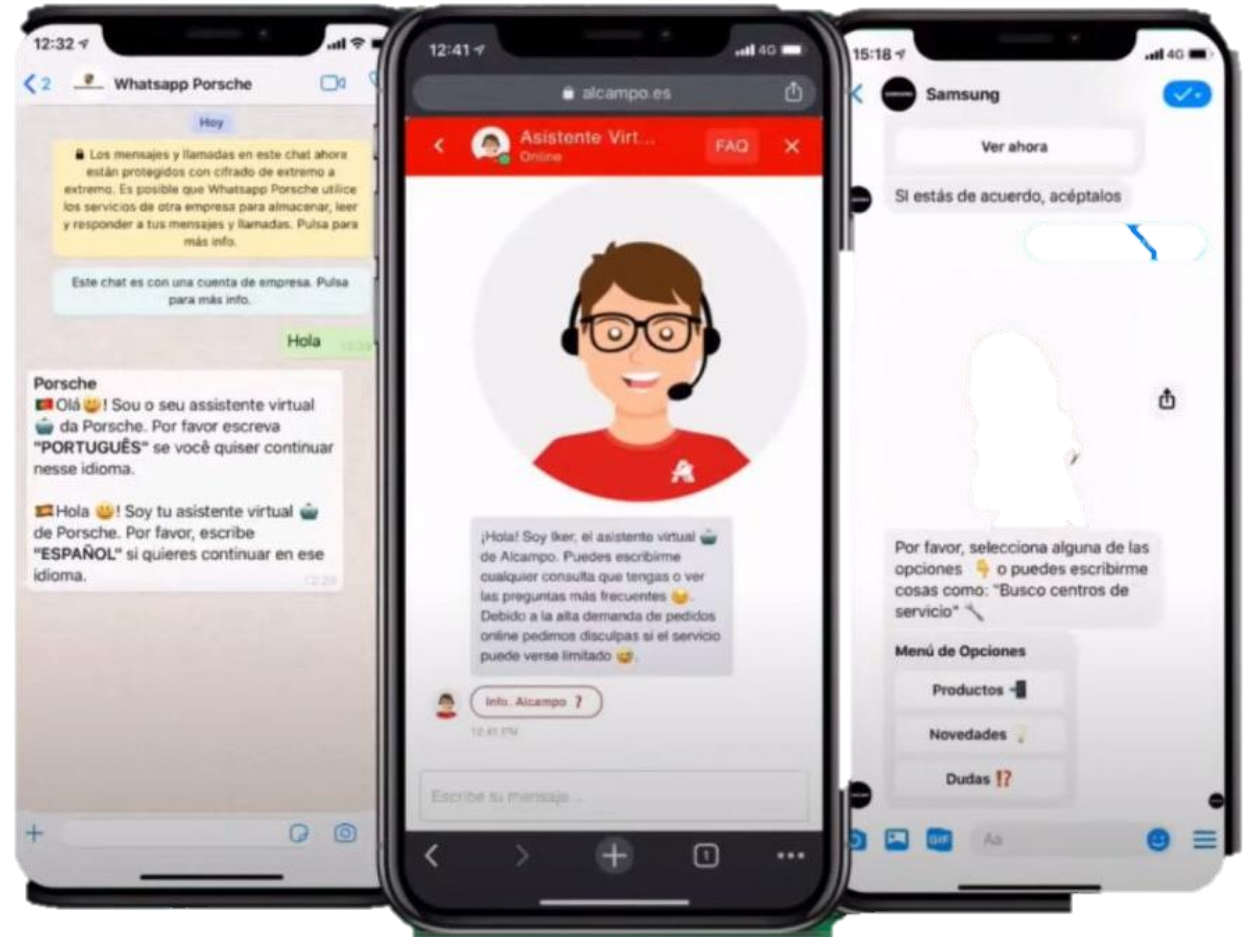 12:32
2
Whatsapp Porsche
Hoy
Los mensajes y llamadas en este chat ahora
están protegidos con cifrado de extremo a
extremo. Es posible que Whatsapp Porsche utilice
los servicios de otra empresa para almacenar, leer
y responder a tus mensajes y llamadas. Pulsa para
más info.
Este chat es con una cuenta de empresa. Pulsa
para más info.
Hola
Porsche
Olá! Sou o seu assistente virtual
da Porsche. Por favor escreva
"PORTUGUÊS" se você quiser continuar
nesse idioma.
Hola! Soy tu asistente virtual
de Porsche. Por favor, escribe
"ESPAÑOL" si quieres continuar en ese
idioma.
12:41
4G
alcampo.es
Asistente Virt...
Online
FAQ
¡Hola! Soy Iker, el asistente virtual
de Alcampo. Puedes escribirme
cualquier consulta que tengas o ver
las preguntas más frecuentes.
Debido a la alta demanda de pedidos
online pedimos disculpas si el servicio
puede verse limitado.
Info. Alcampo ?
12:41 PM
Escribe tu mensaje...
1
15:18
4G
Samsung
Ver ahora
Si estás de acuerdo, acéptalos
Por favor, selecciona alguna de las
opciones o puedes escribirme
cosas como: "Busco centros de
servicio"
Menú de Opciones
Productos
Novedades
Dudas ⁉
GIF
Aa